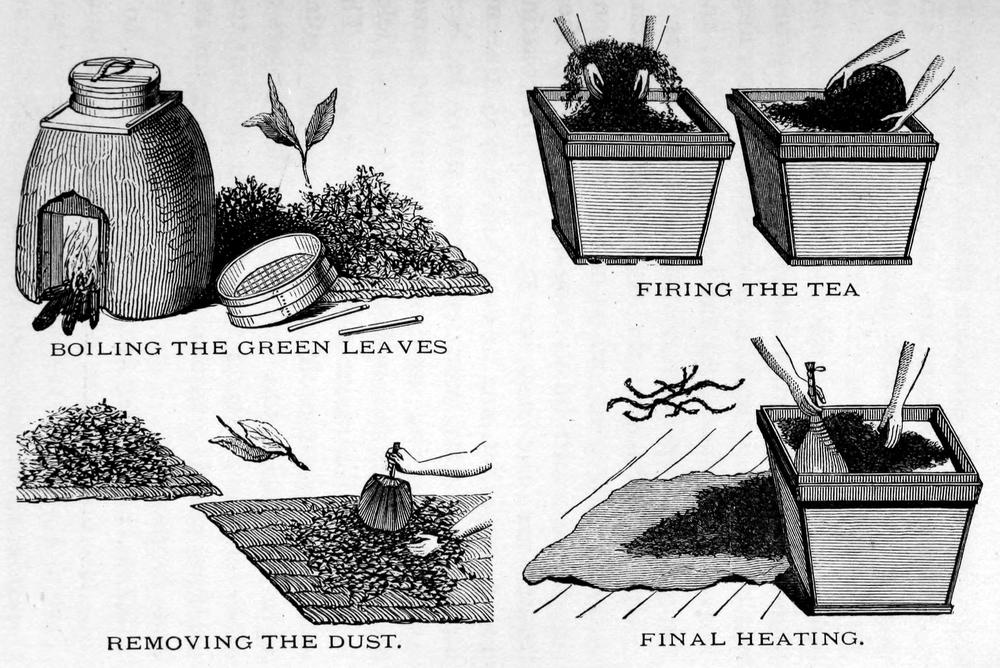 BOILING THE GREEN LEAVES
FIRING THE TEA
REMOVING THE DUST.
FINAL HEATING.